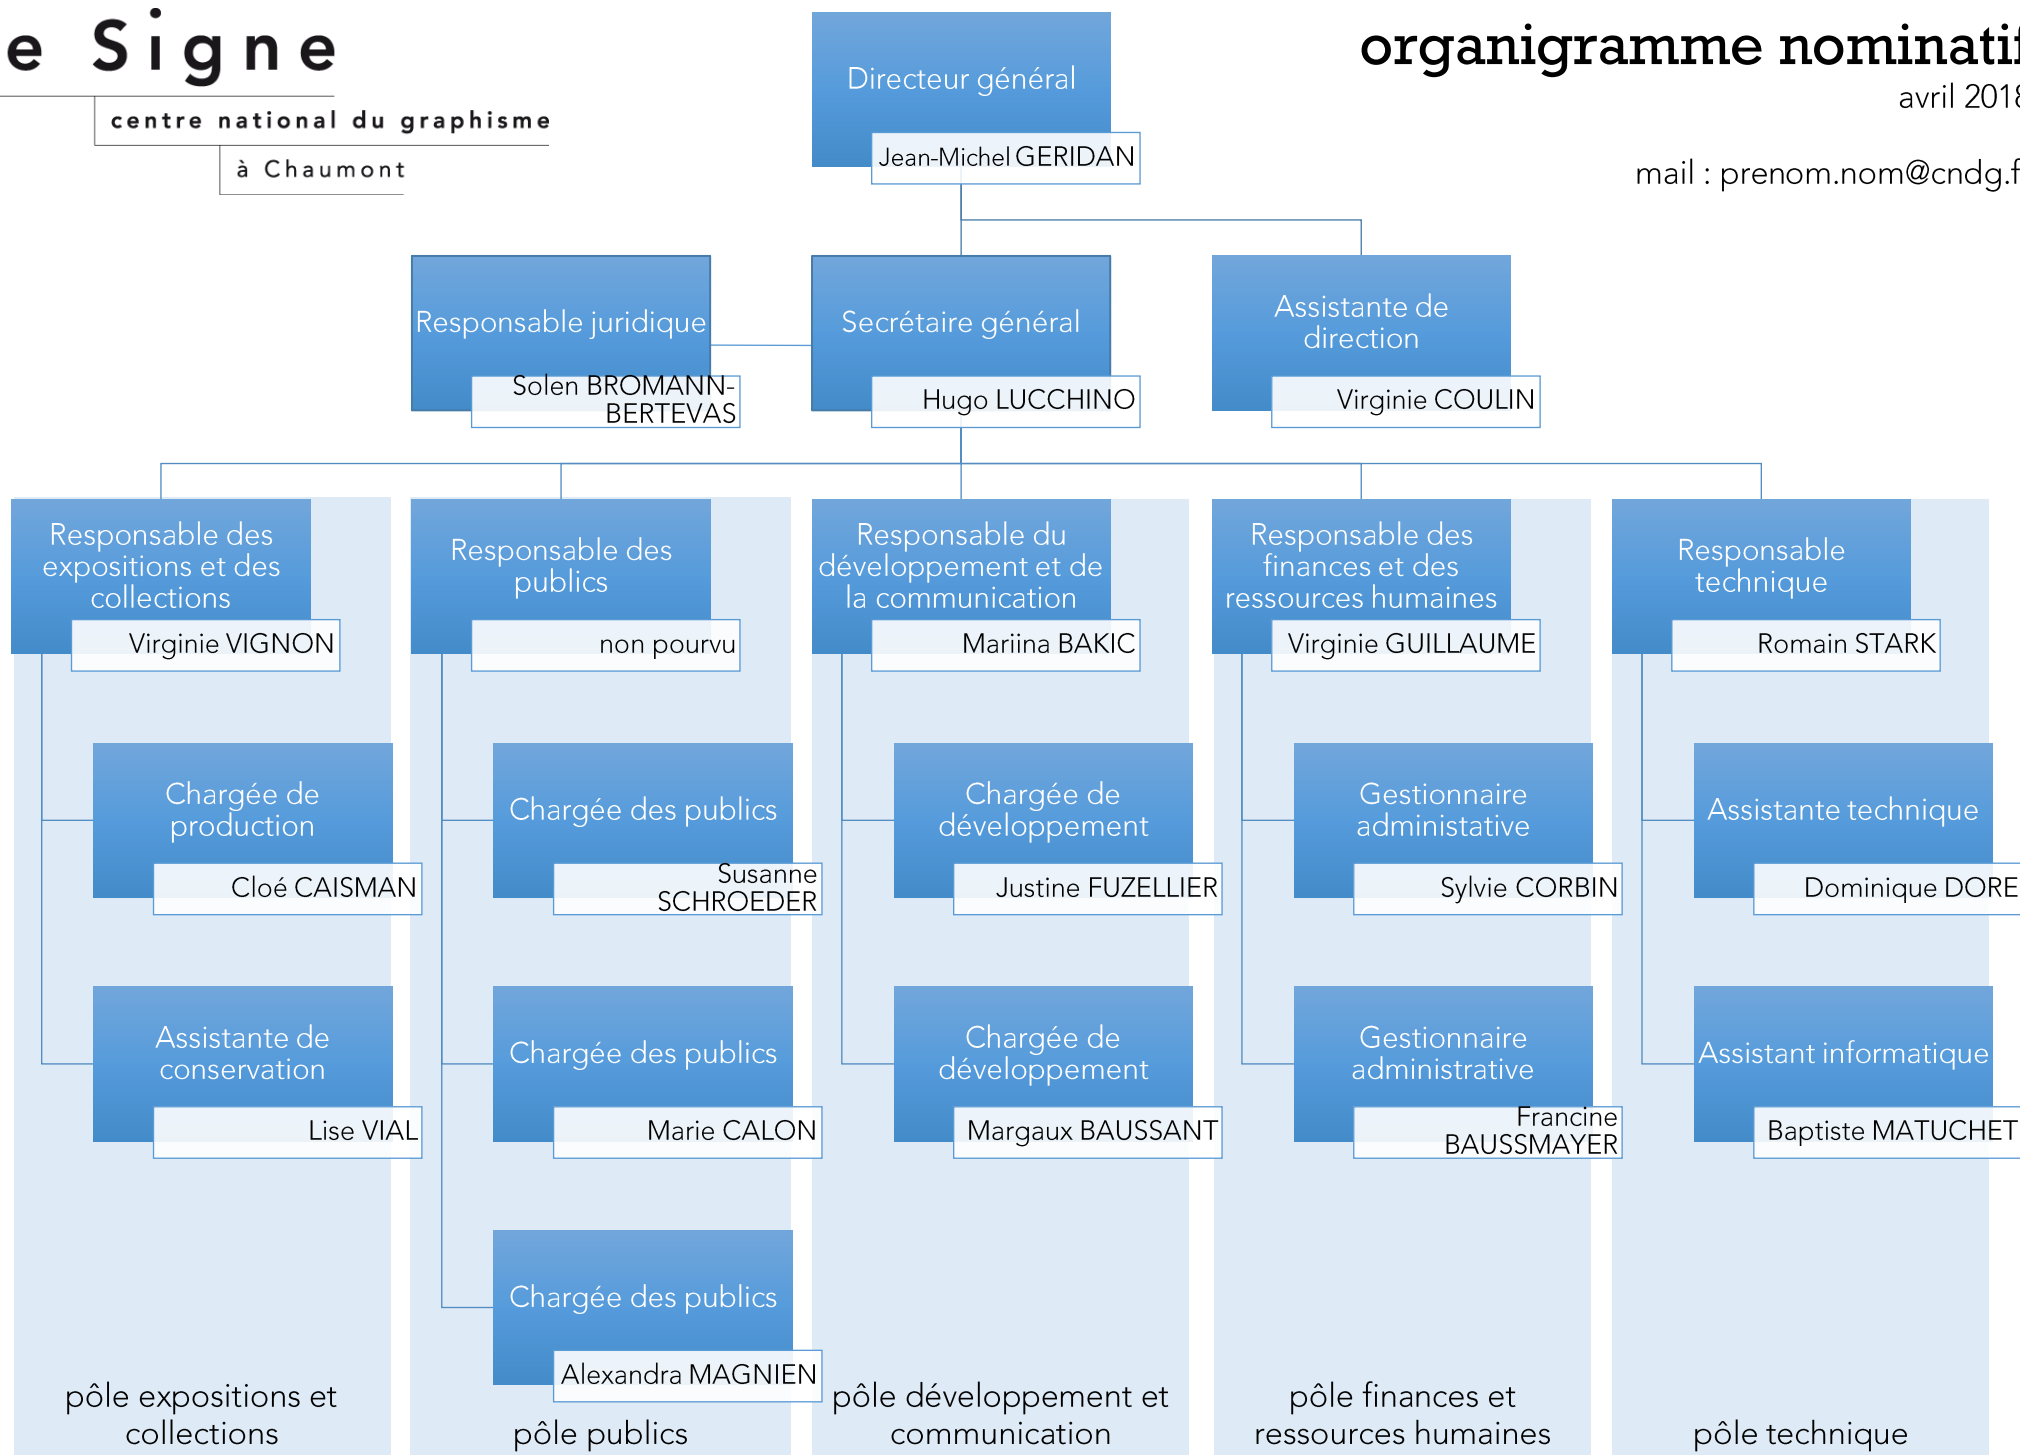 e Signe
centre national du graphisme
à Chaumont
organigramme nominatif
avril 2018
mail : prenom.nom@cndg.f
Directeur général
Jean-Michel GERIDAN
Responsable juridique
Solen BROMANN-
BERTEVAS
Secrétaire général
Hugo LUCCHINO
Assistante de
direction
Virginie COULIN
Responsable des
expositions et des
collections
Virginie VIGNON
Responsable des
publics
non pourvu
Responsable du
développement et de
la communication
Mariina BAKIC
Responsable des
finances et des
ressources humaines
Virginie GUILLAUME
Responsable
technique
Romain STARK
Chargée de
production
Cloé CAISMAN
Chargée des publics
Susanne
SCHROEDER
Chargée de
développement
Justine FUZELLIER
Gestionnaire
administative
Sylvie CORBIN
Assistante technique
Dominique DORE
Assistante de
conservation
Lise VIAL
Chargée des publics
Marie CALON
Chargée de
développement
Margaux BAUSSANT
Gestionnaire
administrative
Francine
BAUSSMAYER
Assistant informatique
Baptiste MATUCHET
Chargée des publics
Alexandra MAGNIEN
pôle expositions et
collections
pôle publics
pôle développement et
communication
pôle finances et
ressources humaines
pôle technique